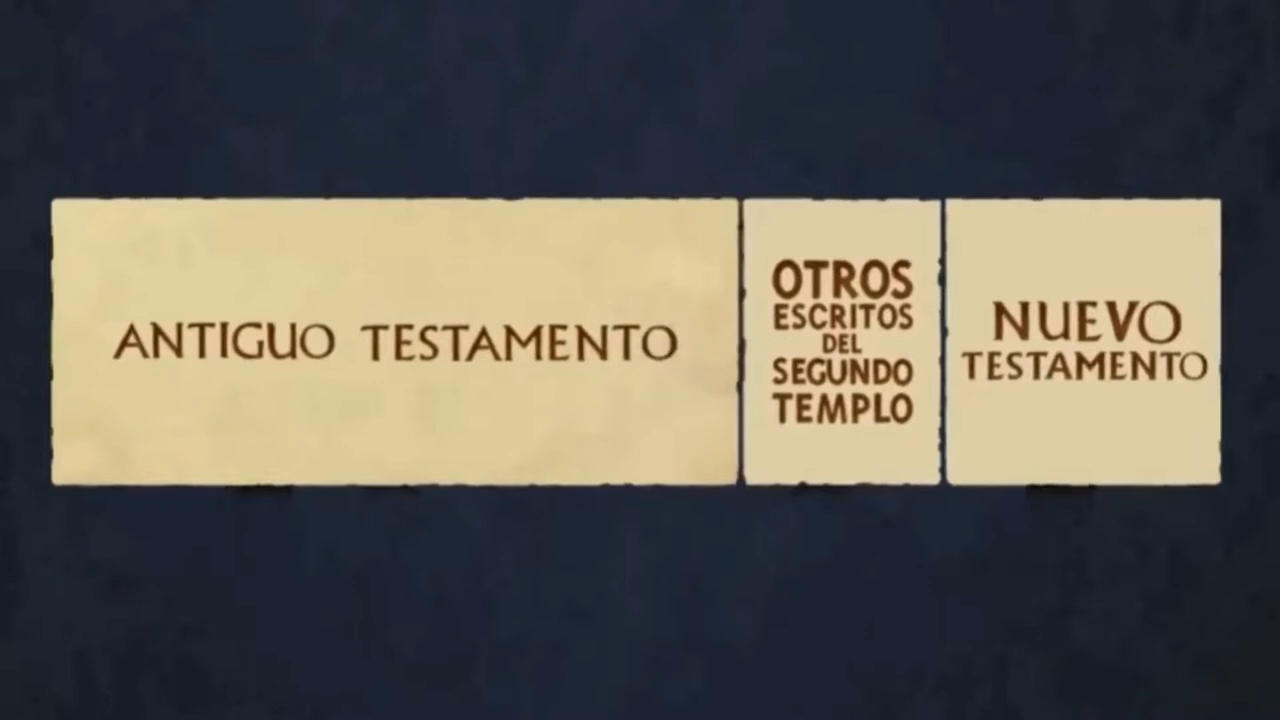 ANTIGUO TESTAMENTO
OTROS
ESCRITOS
DEL
SEGUNDO
TEMPLO
NUEVO
TESTAMENTO